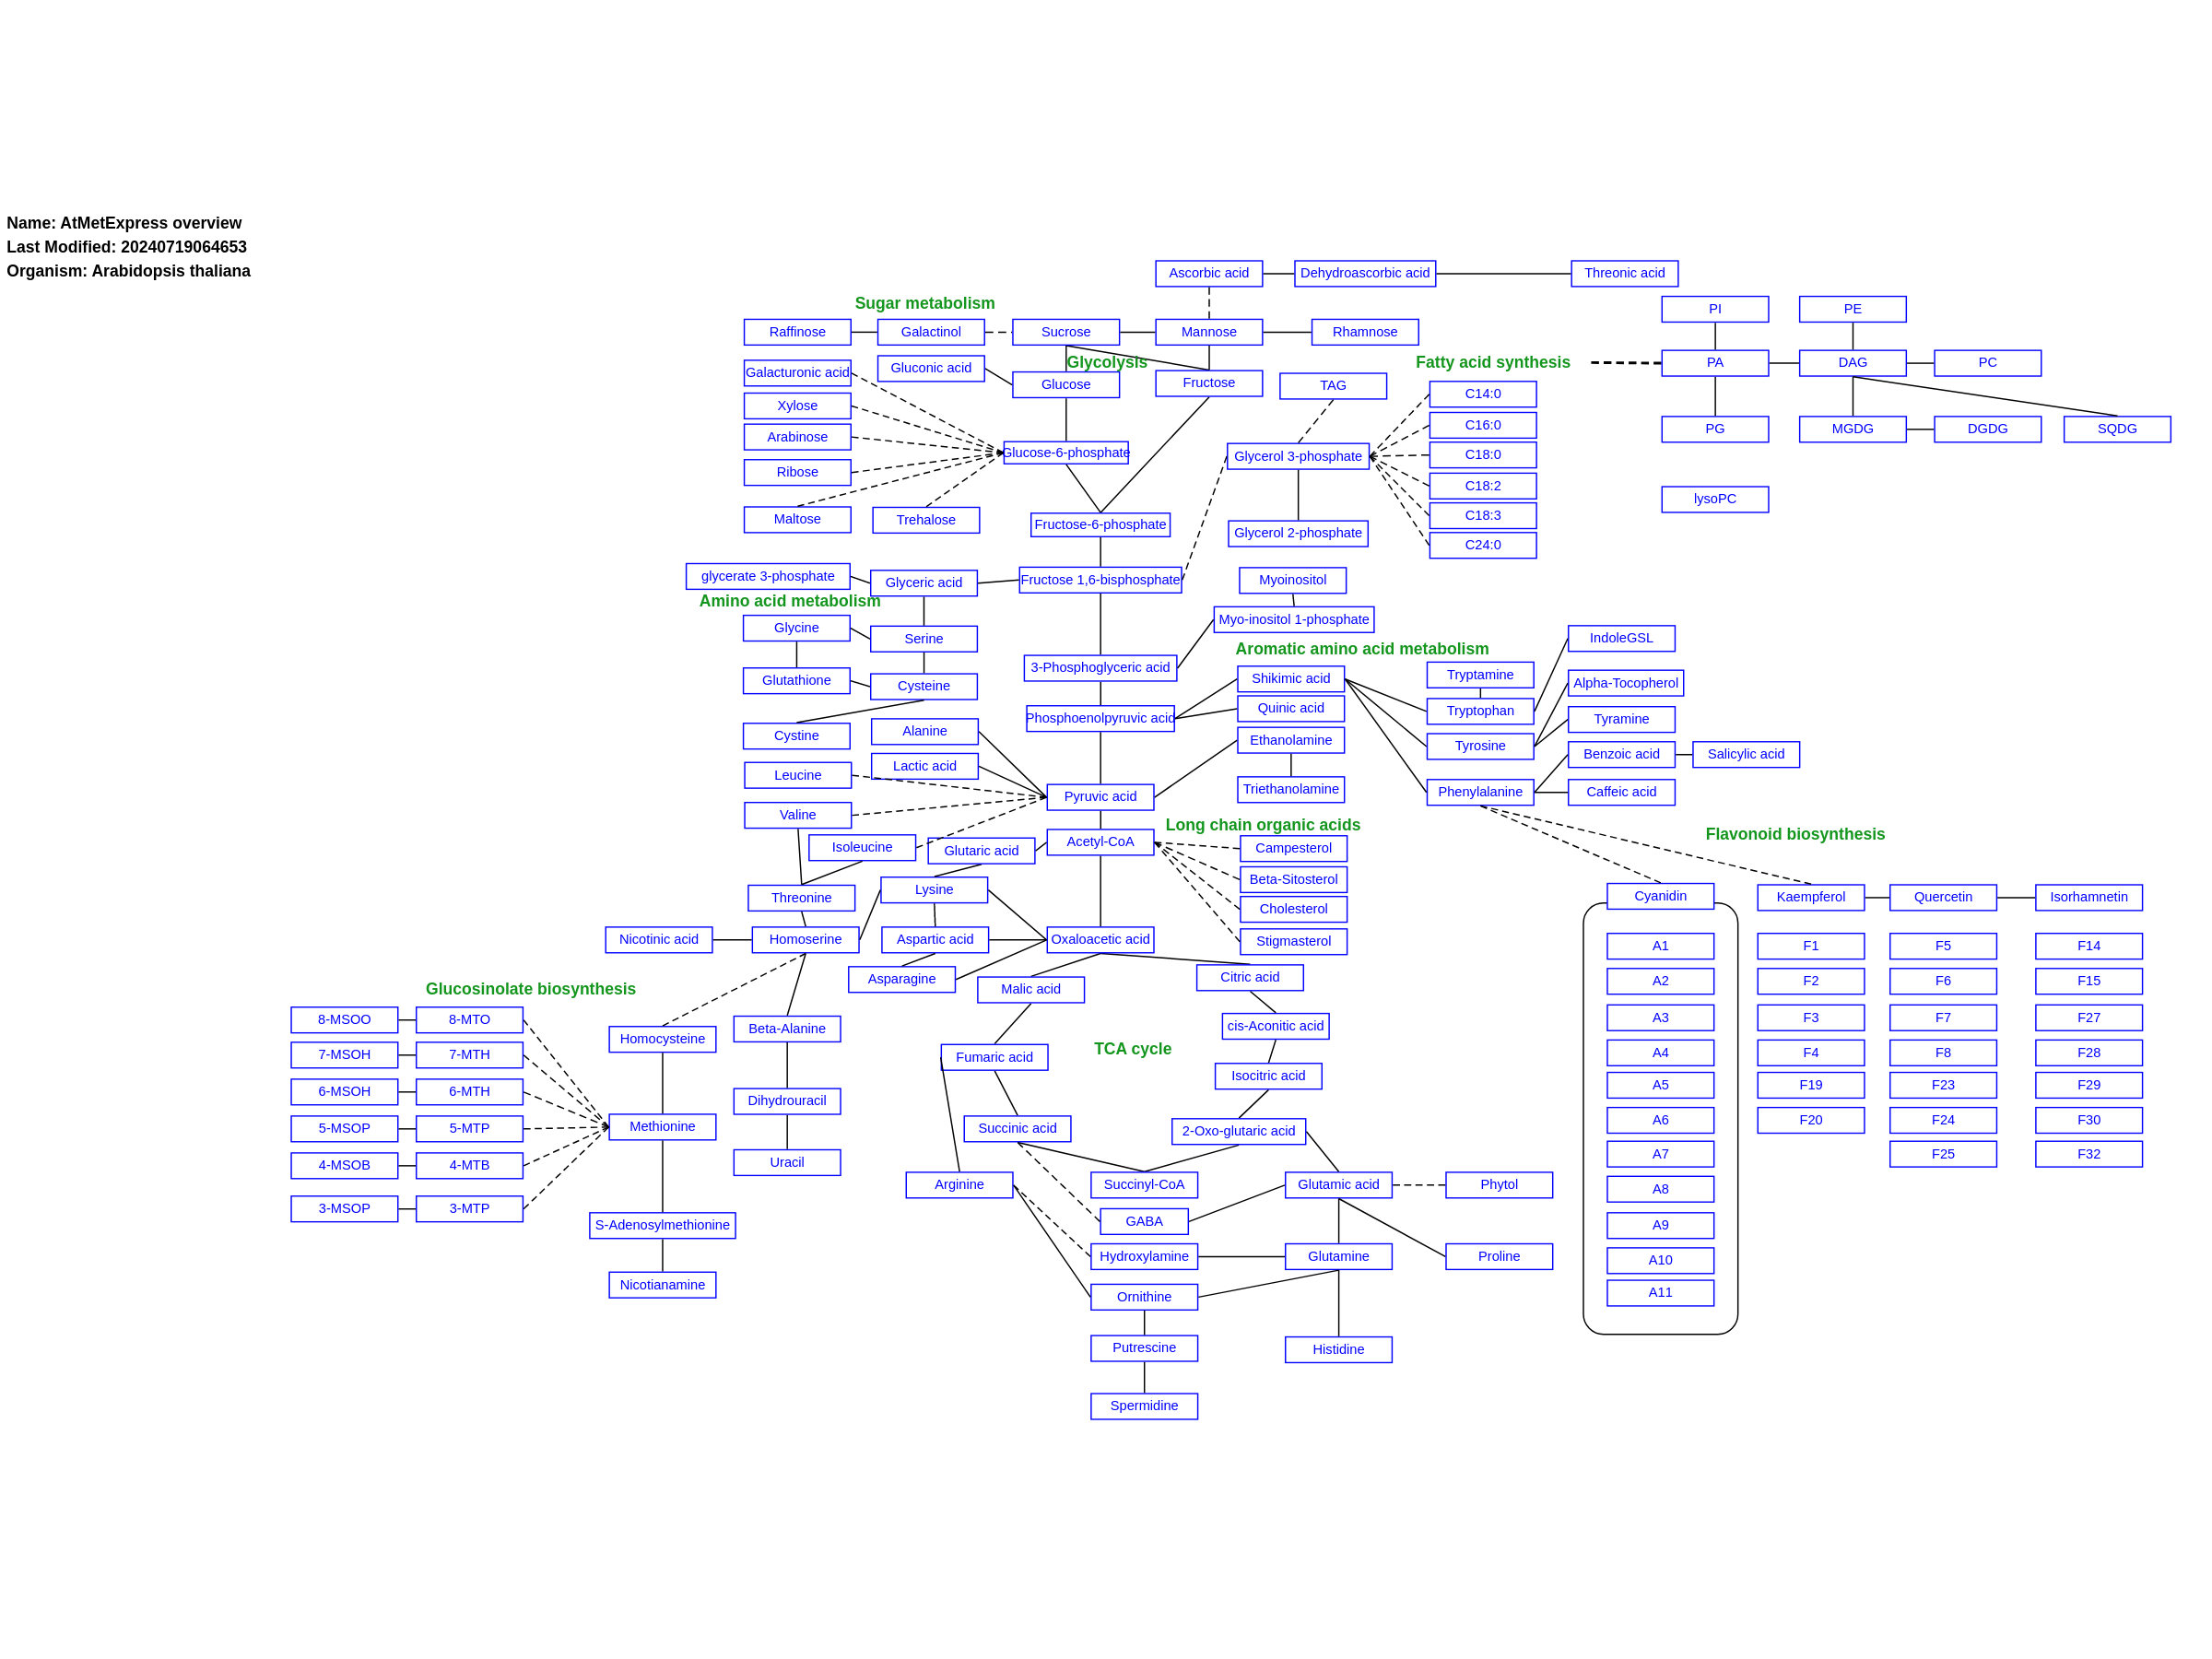 Name: AtMetExpress overview
Last Modified: 20240719064653
Organism: Arabidopsis thaliana
Ascorbic acid
Dehydroascorbic acid
Threonic acid
Sugar metabolism
PI
PE
Raffinose
Galactinol
Sucrose
Mannose
Rhamnose
Glycolysis
Fatty acid synthesis
PA
DAG
PC
Galacturonic acid
Gluconic acid
Glucose
Fructose
TAG
C14:0
Xylose
C16:0
PG
MGDG
DGDG
SQDG
Arabinose
Glucose-6-phosphate
Glycerol 3-phosphate
C18:0
Ribose
C18:2
lysoPC
Maltose
Trehalose
Fructose-6-phosphate
Glycerol 2-phosphate
C18:3
C24:0
glycerate 3-phosphate
Glyceric acid
Fructose 1,6-bisphosphate
Myoinositol
Amino acid metabolism
Glycine
Serine
Myo-inositol 1-phosphate
Aromatic amino acid metabolism
IndoleGSL
Glutathione
Cysteine
3-Phosphoglyceric acid
Shikimic acid
Tryptamine
Alpha-Tocopherol
Quinic acid
Tryptophan
Tyramine
Phosphoenolpyruvic acid
Cystine
Alanine
Ethanolamine
Tyrosine
Benzoic acid
Salicylic acid
Leucine
Lactic acid
Triethanolamine
Phenylalanine
Caffeic acid
Pyruvic acid
Valine
Long chain organic acids
Flavonoid biosynthesis
Isoleucine
Glutaric acid
Acetyl-CoA
Campesterol
Beta-Sitosterol
Threonine
Lysine
Cholesterol
Cyanidin
Kaempferol
Quercetin
Isorhamnetin
Nicotinic acid
Homoserine
Aspartic acid
Oxaloacetic acid
Stigmasterol
A1
F1
F5
F14
Asparagine
Malic acid
Citric acid
A2
F2
F6
F15
Glucosinolate biosynthesis
8-MSOO
8-MTO
Homocysteine
Beta-Alanine
cis-Aconitic acid
A3
F3
F7
F27
7-MSOH
7-MTH
Fumaric acid
TCA cycle
A4
F4
F8
F28
6-MSOH
6-MTH
Dihydrouracil
Isocitric acid
A5
F19
F23
F29
5-MSOP
5-MTP
Methionine
Succinic acid
2-Oxo-glutaric acid
A6
F20
F24
F30
4-MSOB
4-MTB
Uracil
A7
F25
F32
Arginine
Succinyl-CoA
Glutamic acid
Phytol
A8
3-MSOP
3-MTP
S-Adenosylmethionine
GABA
A9
Hydroxylamine
Glutamine
Proline
A10
Nicotianamine
Ornithine
A11
Putrescine
Histidine
Spermidine